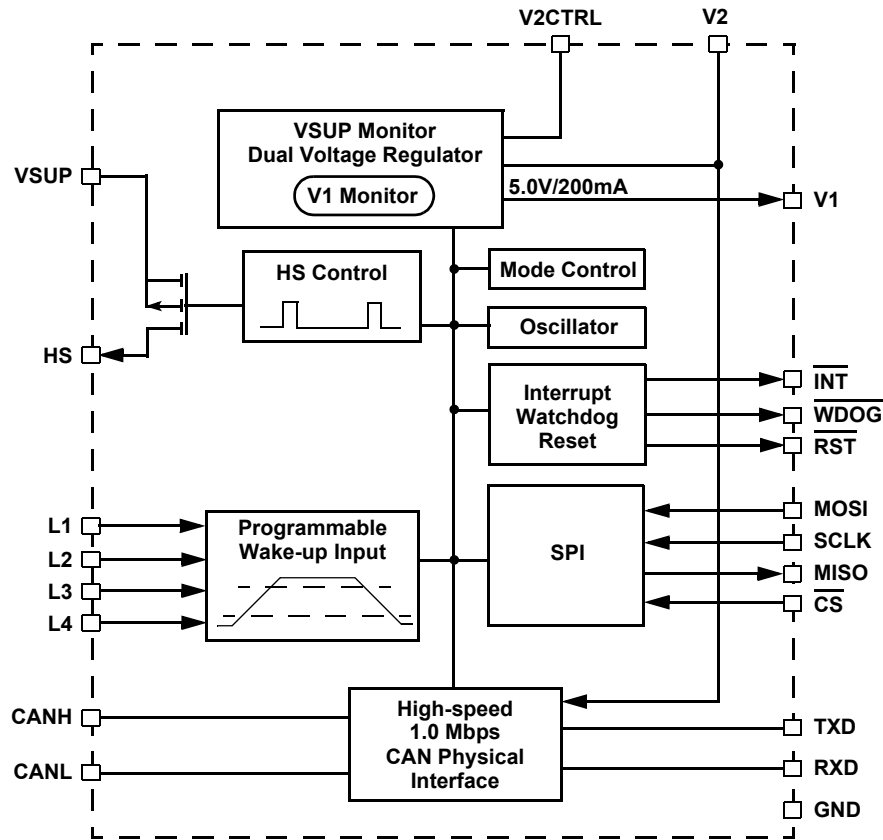 V2CTRL
V2
VSUP Monitor
Dual Voltage Regulator
V1 Monitor
VSUP
5.0V/200mA
V1
HS Control
Mode Control
Oscillator
HS
Interrupt
Watchdog
Reset
INT
WDOG
RST
L1
L2
L3
L4
Programmable
Wake-up Input
SPI
MOSI
SCLK
MISO
CS
CANH
CANL
High-speed
1.0 Mbps
CAN Physical
Interface
TXD
RXD
GND